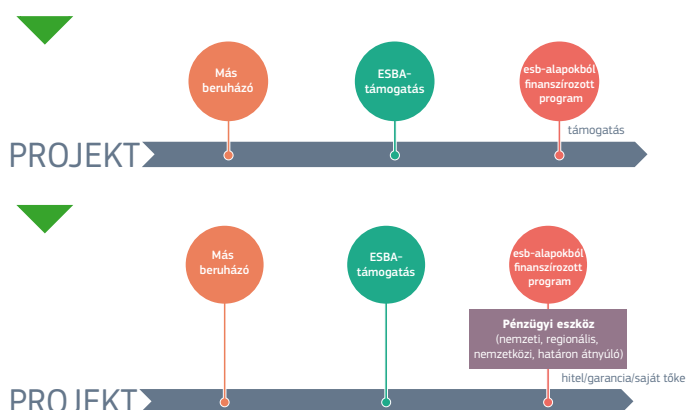 Más
beruházó
ESBA-
támogatás
esb-alapokból
finanszírozott
program
támogatás
PROJEKT
Más
beruházó
ESBA-
támogatás
esb-alapokból
finanszírozott
program
Pénzügyi eszköz
(nemzeti, regionális,
nemzetközi, határon átnyúló)
hitel/garancia/saját tőke
PROJEKT